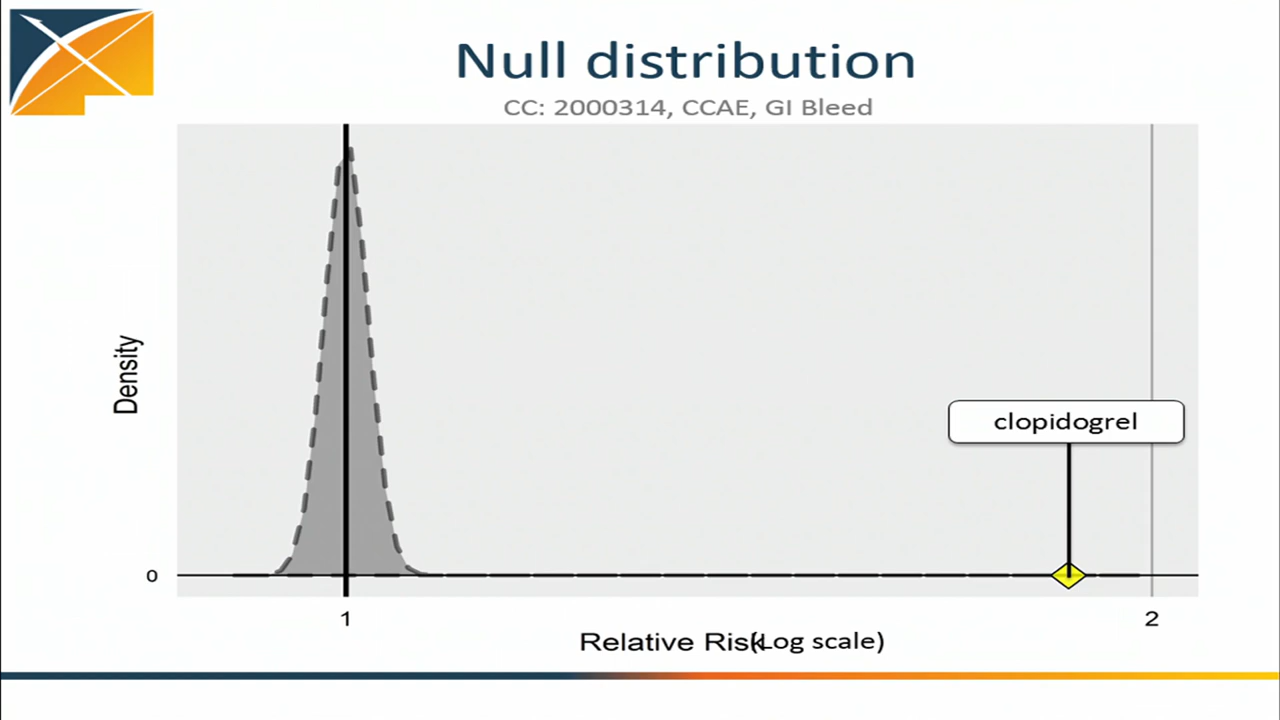 Null distribution
CC: 2000314, CCAE, GI Bleed
Density
clopidogrel
0
1
2
Relative Risk (Log scale)